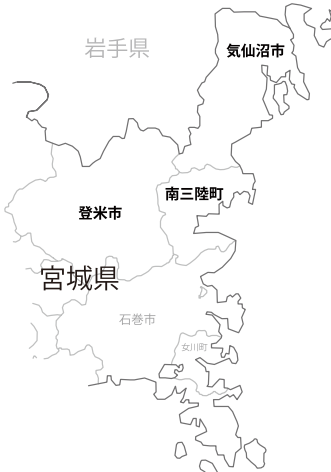 岩手県
気仙沼市
南三陸町
登米市
宮城県
石巻市
女川町